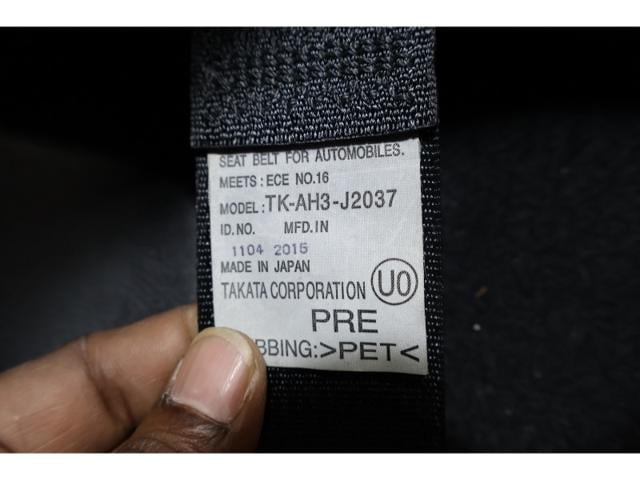 SEAT BELT FOR AUTOMOBILES.
MEETS: ECE NO.16
MODEL: TK-AH3-J2037
ID.NO. MFD.IN
1104 2015
MADE IN JAPAN
TAKATA CORPORATION UO
PRE
BBING:>PET<